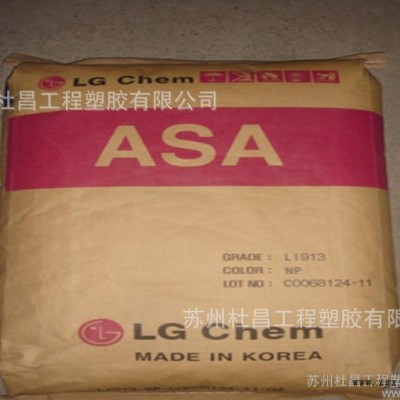 LG Chem
杜昌工程塑胶有限公司
ASA
GRADE : LI913
COLOR : NP
LOT NO : C0068124-11
苏州杜昌工程塑胶有限公
LG Chem
MADE IN KOREA
苏州杜昌工程塑